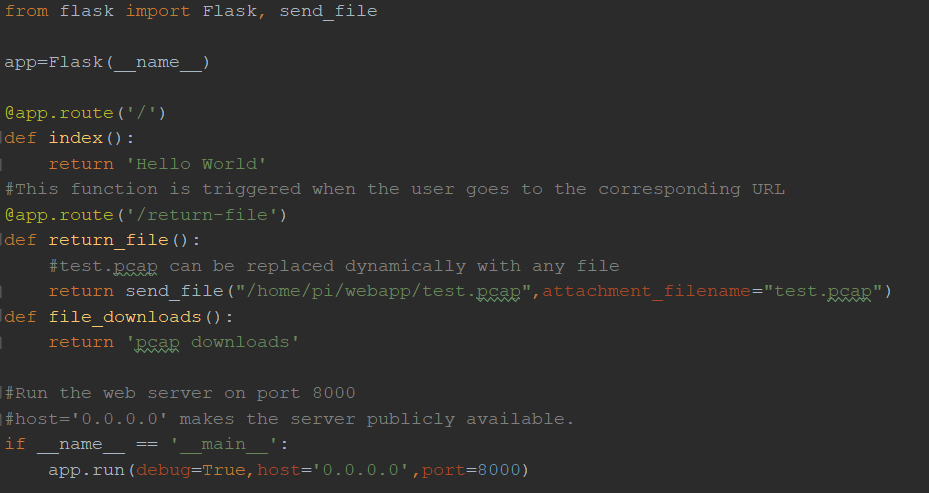 from flask import Flask, send_file
app=Flask(__name__)
@app.route('/')
def index():
return 'Hello World'
#This function is triggered when the user goes to the corresponding URL
@app.route('/return-file')
def return_file():
#test.pcap can be replaced dynamically with any file
return send_file("/home/pi/webapp/test.pcap",attachment_filename="test.pcap")
def file_downloads():
return 'pcap downloads'
#Run the web server on port 8000
#host='0.0.0.0' makes the server publicly available.
if __name__ == '__main__':
app.run(debug=True,host='0.0.0.0',port=8000)